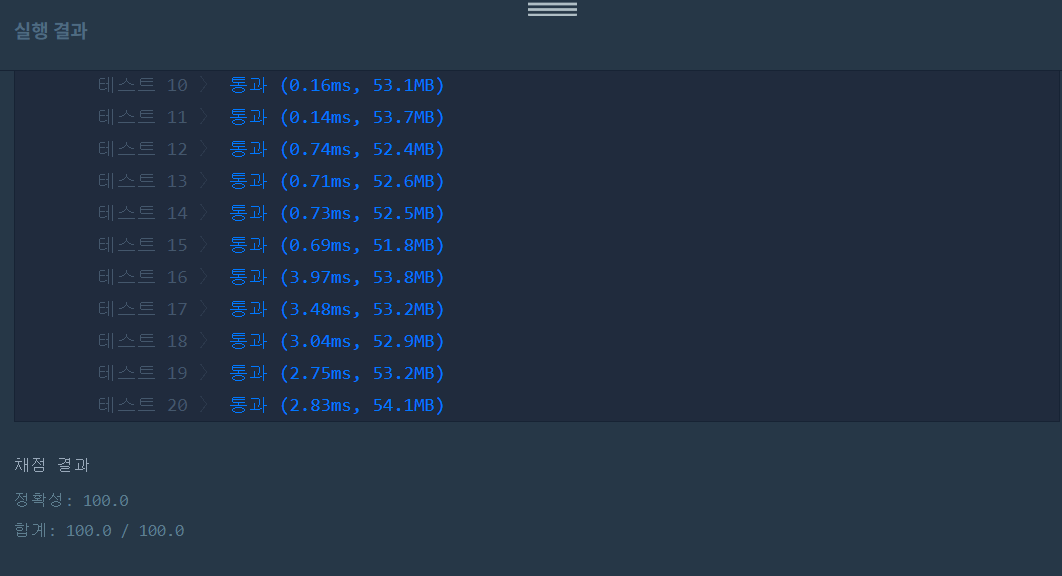 실행 결과
테스트 10 〉 통과 (0.16ms, 53.1MB)
테스트 11 〉 통과 (0.14ms, 53.7MB)
테스트 12 〉 통과 (0.74ms, 52.4MB)
테스트 13 〉 통과 (0.71ms, 52.6MB)
테스트 14 〉 통과 (0.73ms, 52.5MB)
테스트 15 〉 통과 (0.69ms, 51.8MB)
테스트 16 〉 통과 (3.97ms, 53.8MB)
테스트 17 〉 통과 (3.48ms, 53.2MB)
테스트 18 〉 통과 (3.04ms, 52.9MB)
테스트 19 〉 통과 (2.75ms, 53.2MB)
테스트 20 〉 통과 (2.83ms, 54.1MB)
채점 결과
정확성: 100.0
합계: 100.0 / 100.0